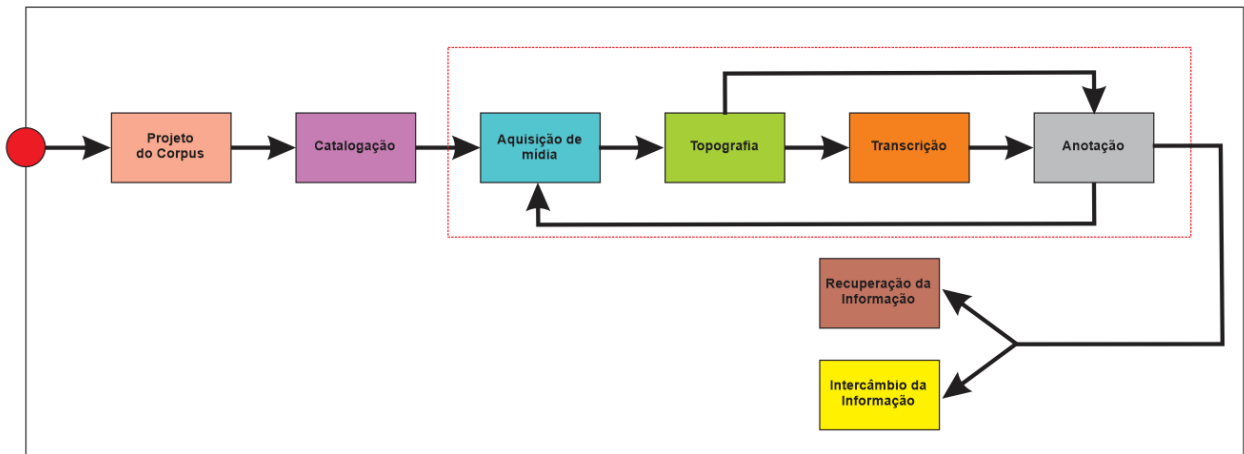 Projeto
do Corpus
Catalogação
Aquisição de
mídia
Topografia
Transcrição
Anotação
Recuperação da
Informação
Intercâmbio da
Informação